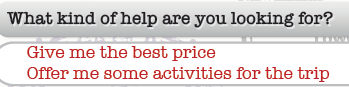 What kind of help are you looking for?
Give me the best price
Offer me some activities for the trip